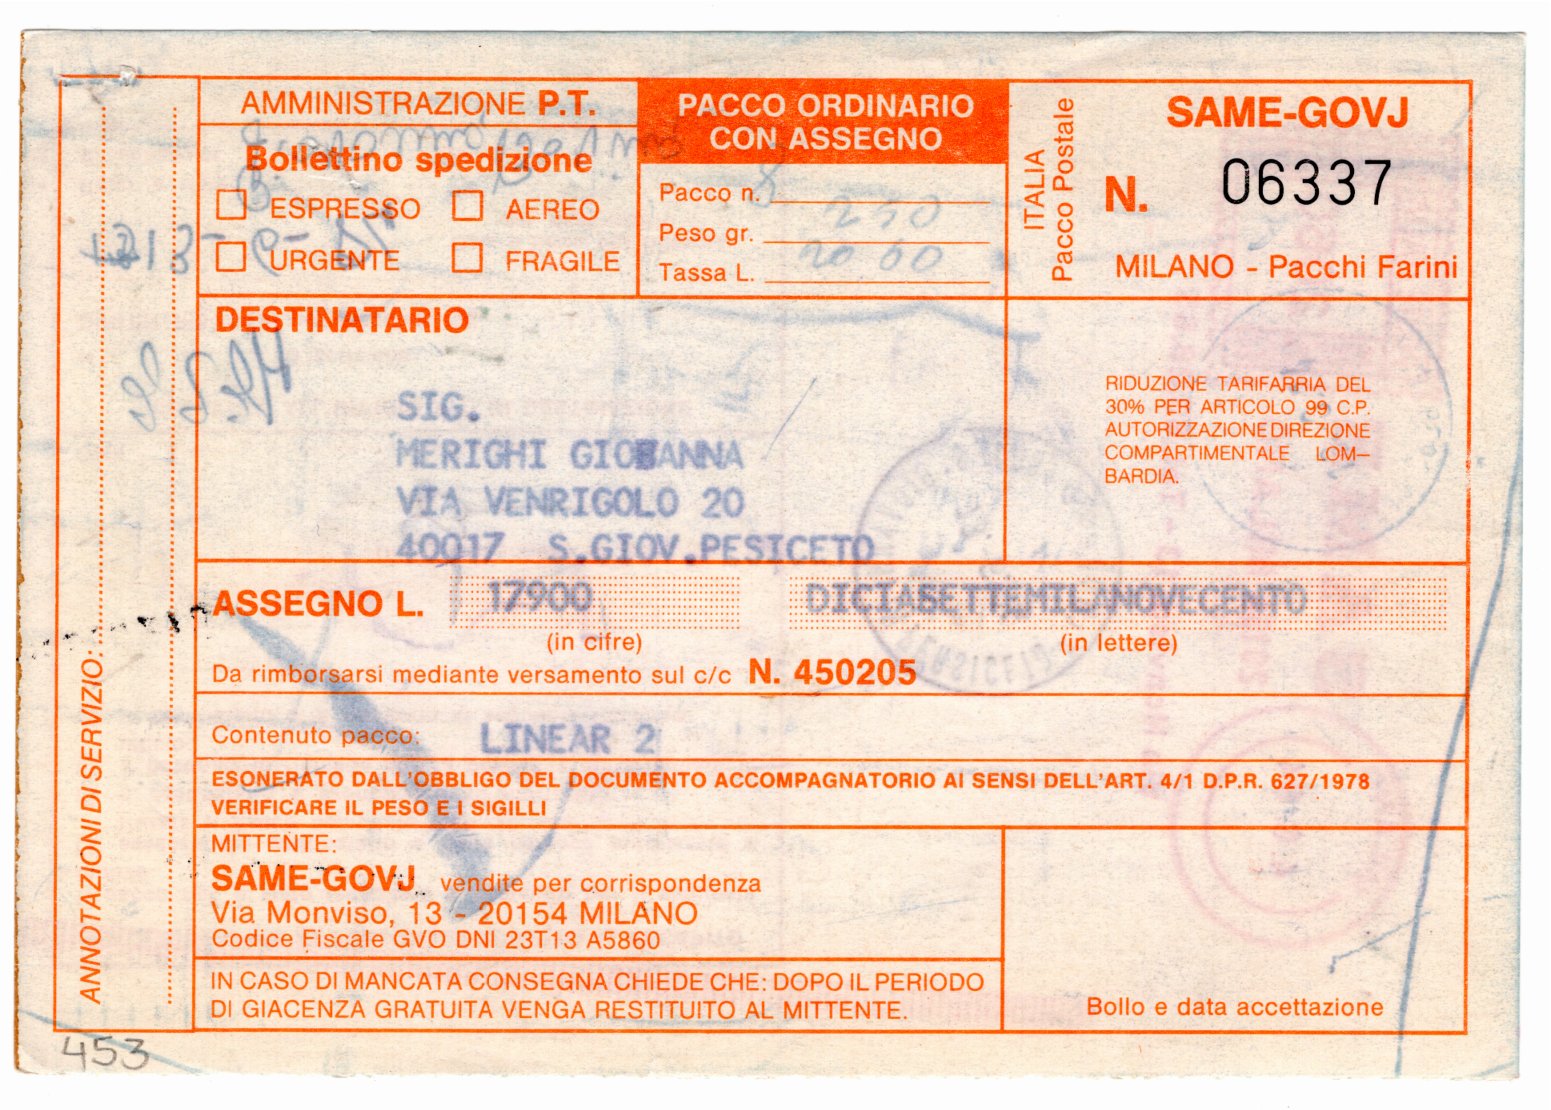 AMMINISTRAZIONE P.T.
Bollettino spedizione
ESPRESSO
AEREO
URGENTE
FRAGILE
PACCO ORDINARIO
CON ASSEGNO
Pacco n.
Peso gr. 230
Tassa L. 2000
ITALIA
Pacco Postale
SAME-GOVJ
N. 06337
MILANO - Pacchi Farini
DESTINATARIO
SIG.
MERIGHI GIOVANNA
VIA VENRIGOLO 20
40017 S.GIOV.PESICETO
RIDUZIONE TARIFARRIA DEL
30% PER ARTICOLO 99 C.P.
AUTORIZZAZIONE DIREZIONE
COMPARTIMENTALE LOM–
BARDIA.
ASSEGNO L. 17900 DICIASETTEMILANOVECENTO
(in cifre) (in lettere)
Da rimborsarsi mediante versamento sul c/c N. 450205
Contenuto pacco: LINEAR 2
ESONERATO DALL'OBBLIGO DEL DOCUMENTO ACCOMPAGNATORIO AI SENSI DELL'ART. 4/1 D.P.R. 627/1978
VERIFICARE IL PESO E I SIGILLI
MITTENTE:
SAME-GOVJ vendite per corrispondenza
Via Monviso, 13 - 20154 MILANO
Codice Fiscale GVO DNI 23T13 A5860
IN CASO DI MANCATA CONSEGNA CHIEDE CHE: DOPO IL PERIODO
DI GIACENZA GRATUITA VENGA RESTITUITO AL MITTENTE.
Bollo e data accettazione
ANNOTAZIONI DI SERVIZIO:
453